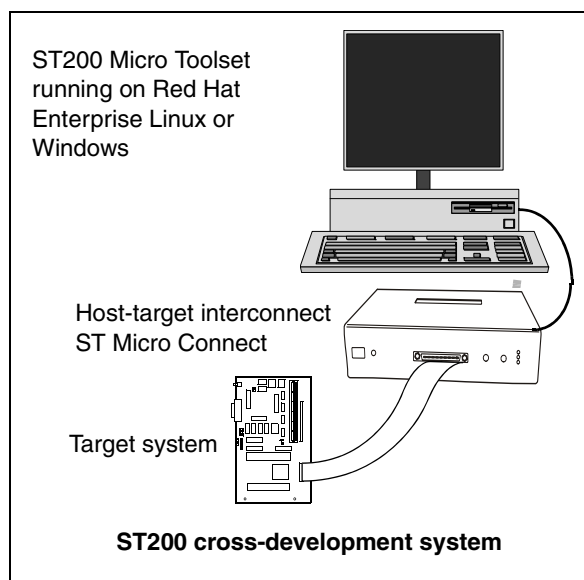 ST200 Micro Toolset
running on Red Hat
Enterprise Linux or
Windows
Host-target interconnect
ST Micro Connect
Target system
ST200 cross-development system